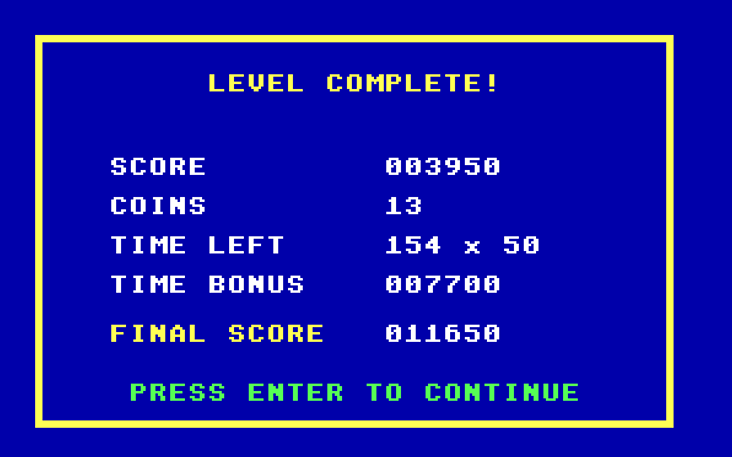 LEVEL COMPLETE!
SCORE 003950
COINS 13
TIME LEFT 154 x 50
TIME BONUS 007700
FINAL SCORE 011650
PRESS ENTER TO CONTINUE